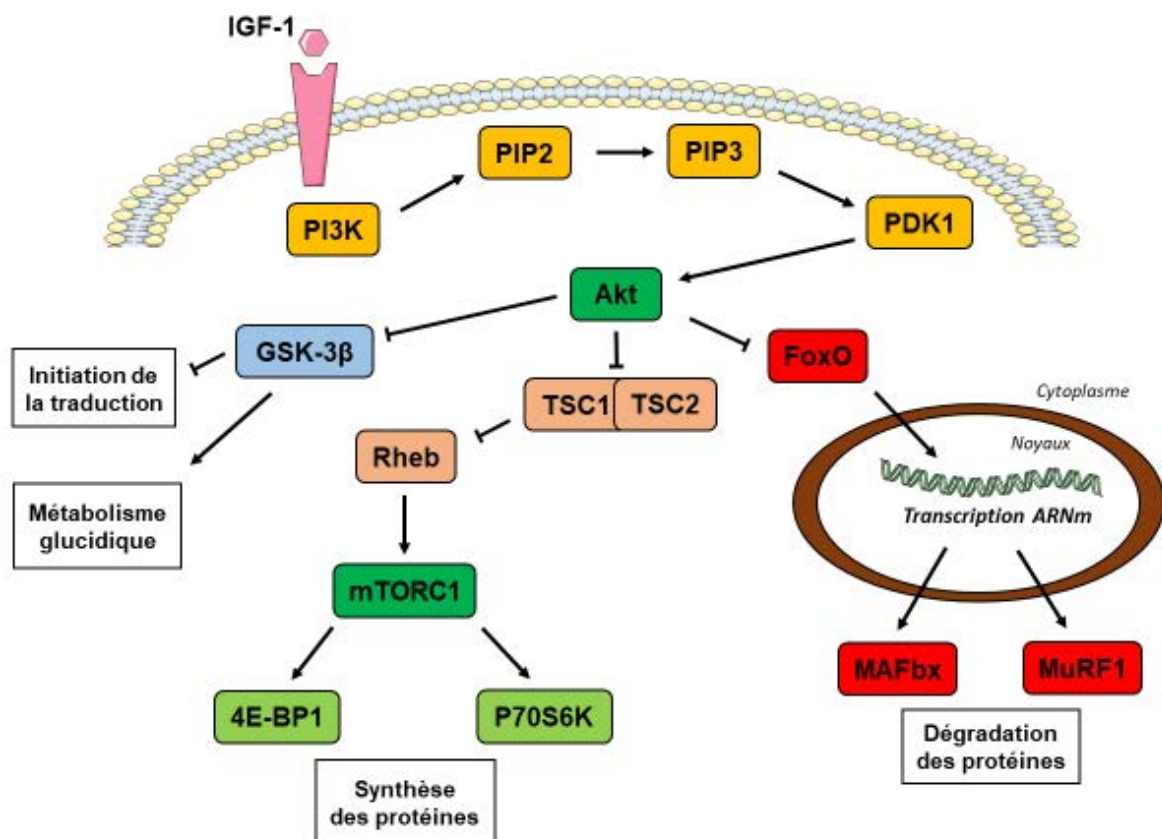 IGF-1
PIP2
PIP3
PI3K
PDK1
Akt
GSK-3β
FoxO
Initiation de
la traduction
TSC1
TSC2
Cytoplasme
Rheb
Noyaux
Métabolisme
glucidique
Transcription ARNm
mTORC1
MAFbx
MuRF1
4E-BP1
P70S6K
Dégradation
des protéines
Synthèse
des protéines